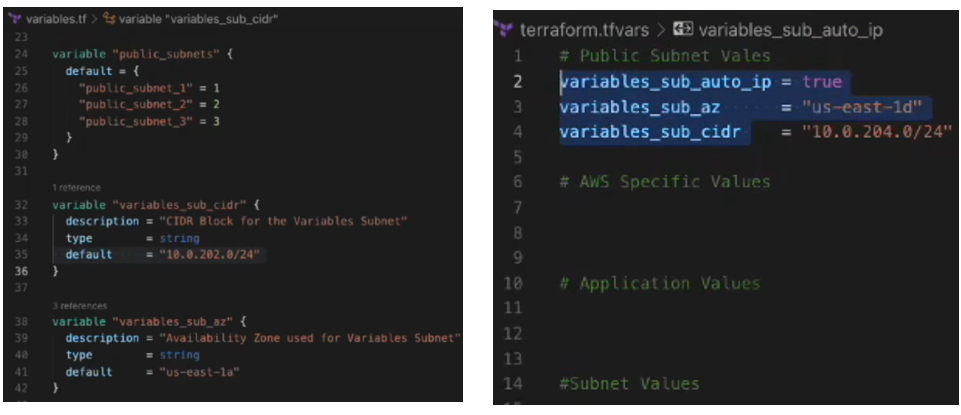 variables.tf > variable "variables_sub_cidr"
23
24 variable "public_subnets" {
25 default = {
26 "public_subnet_1" = 1
27 "public_subnet_2" = 2
28 "public_subnet_3" = 3
29 }
30 }
31
1 reference
32 variable "variables_sub_cidr" {
33 description = "CIDR Block for the Variables Subnet"
34 type = string
35 default = "10.0.202.0/24"
36 }
37
3 references
38 variable "variables_sub_az" {
39 description = "Availability Zone used for Variables Subnet"
40 type = string
41 default = "us-east-1a"
42 }
terraform.tfvars > variables_sub_auto_ip
1 # Public Subnet Vales
2 variables_sub_auto_ip = true
3 variables_sub_az = "us-east-1d"
4 variables_sub_cidr = "10.0.204.0/24"
5
6 # AWS Specific Values
7
8
9
10 # Application Values
11
12
13
14 #Subnet Values